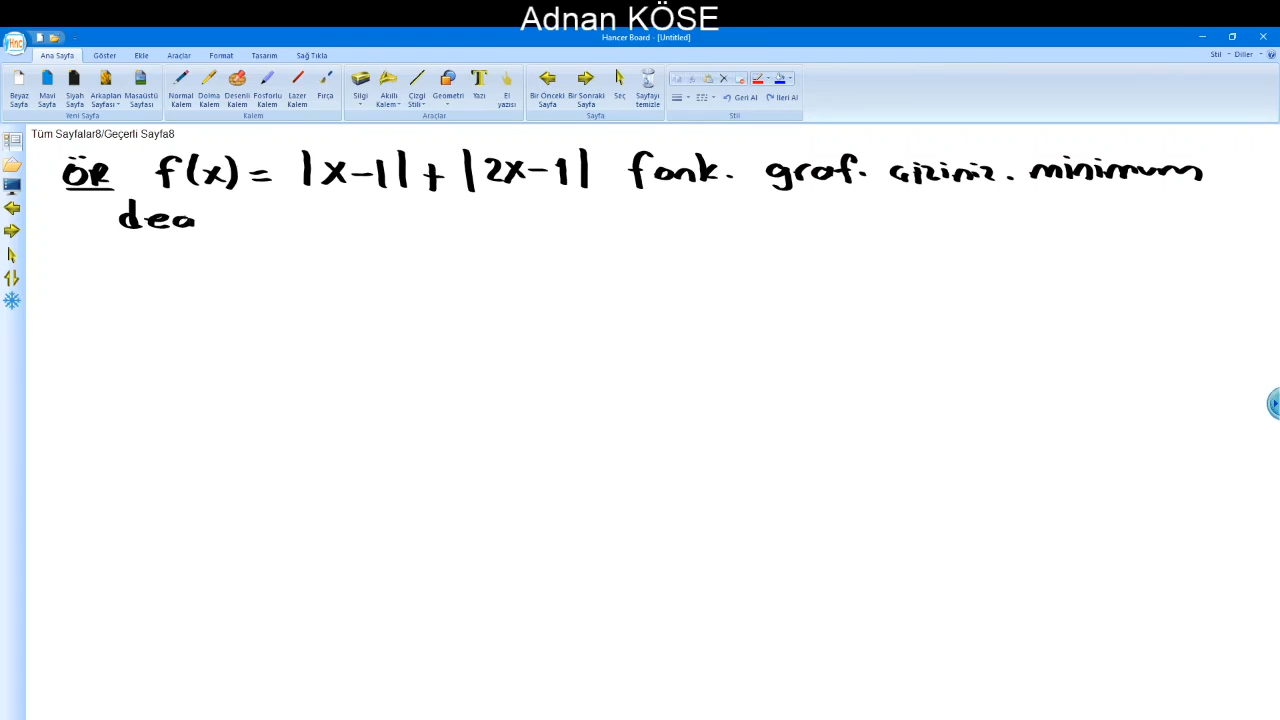 Adnan KÖSE
Hancer Board - [Untitled]
Ana Sayfa Göster Ekle Araçlar Format Tasarım Sağ Tıkla Stil Diller
Beyaz Sayfa Mavi Sayfa Siyah Sayfa Arkaplan Sayfası Masaüstü Sayfası Normal Kalem Dolma Kalem Desenli Kalem Fosforlu Kalem Lazer Kalem Fırça Silgi Akıllı Kalem Çizgi Stili Geometri Yazı El yazısı Bir Önceki Sayfa Bir Sonraki Sayfa Seç Sayfayı temizle Geri Al İleri Al
Yeni Sayfa Kalem Araçlar Sayfa Stil
Tüm Sayfalar8/Geçerli Sayfa8
ÖR f(x) = |x-1| + |2x-1| fonk. graf. çiziniz. minimum
dea